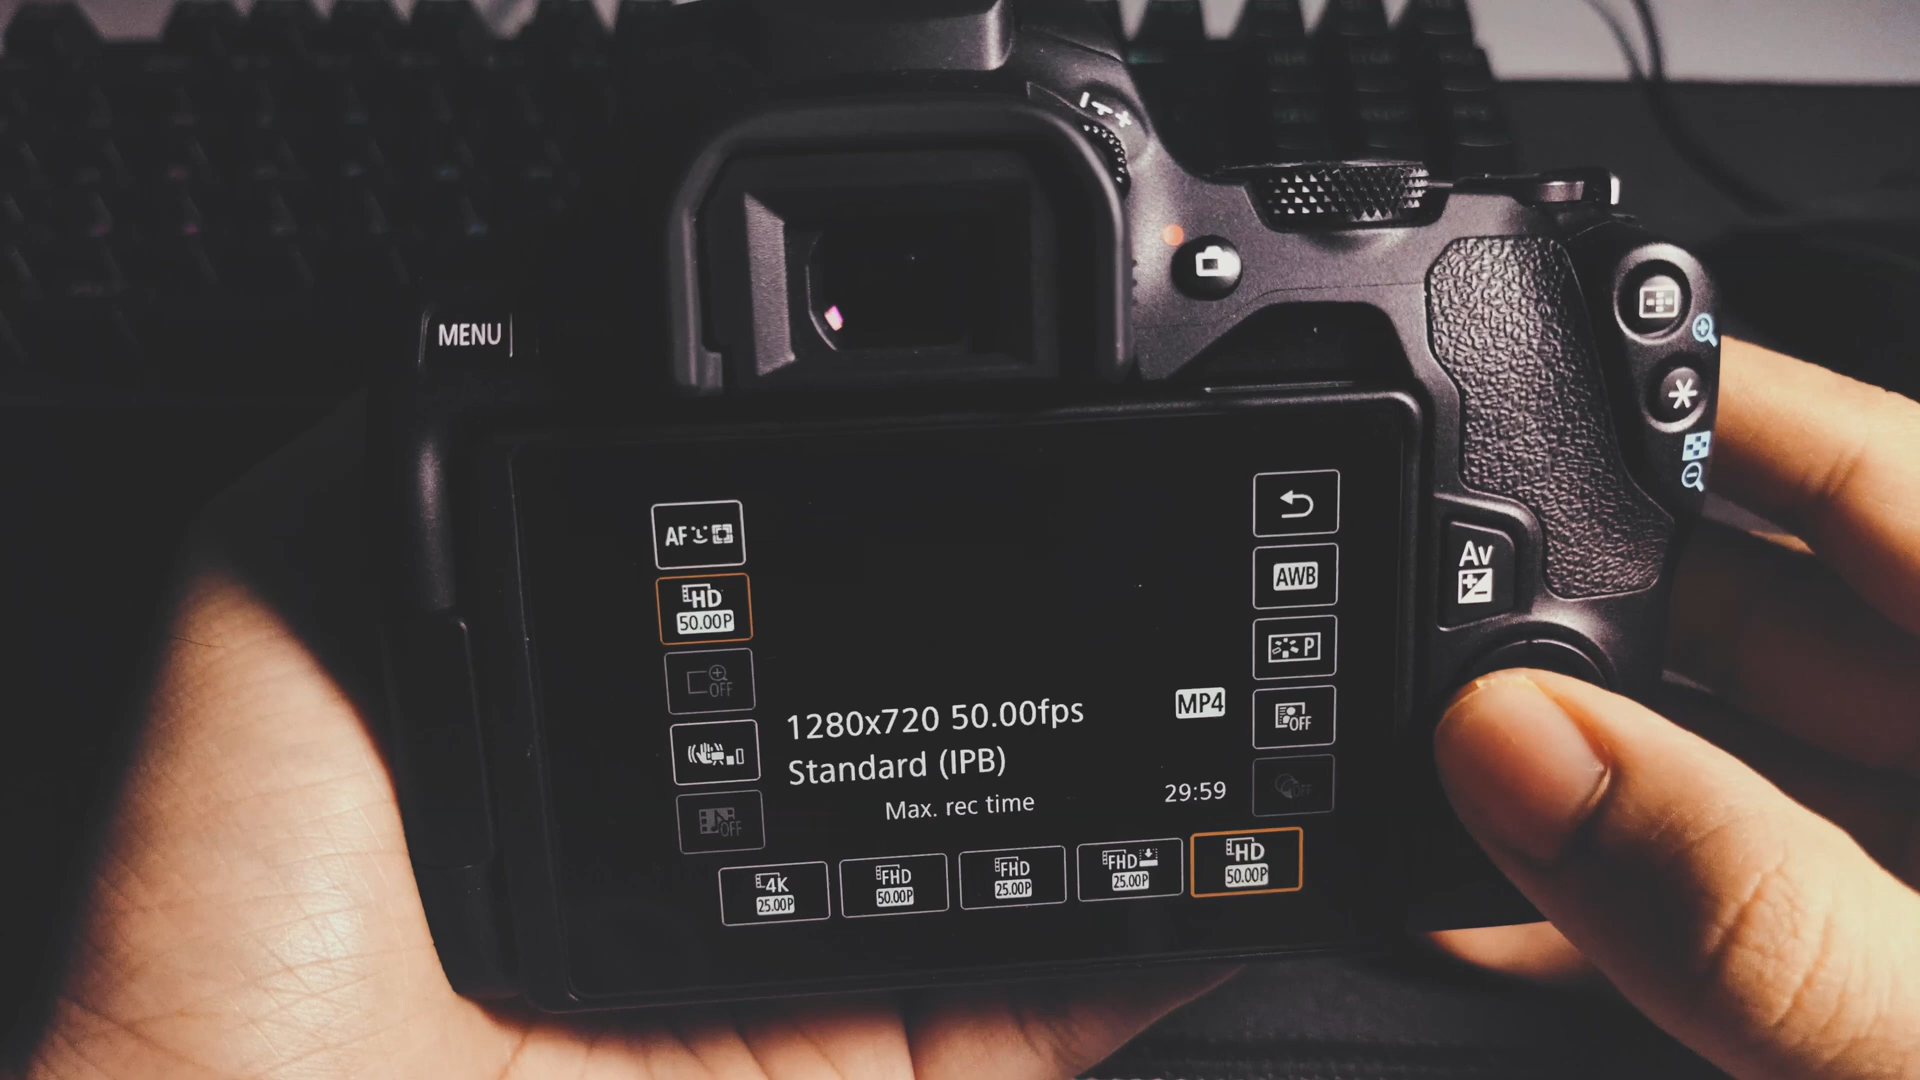 MENU
AF
HD
50.00P
OFF
OFF
AWB
P
OFF
OFF
1280x720 50.00fps
MP4
Standard (IPB)
Max. rec time 29:59
4K
25.00P
FHD
50.00P
FHD
25.00P
FHD
25.00P
HD
50.00P
Av